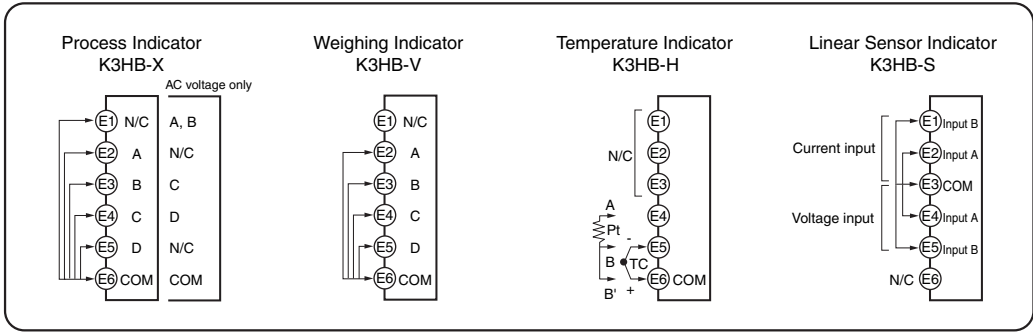 Process Indicator
K3HB-X
AC voltage only
E1 N/C A, B
E2 A N/C
E3 B C
E4 C D
E5 D N/C
E6 COM COM
Weighing Indicator
K3HB-V
E1 N/C
E2 A
E3 B
E4 C
E5 D
E6 COM
Temperature Indicator
K3HB-H
E1
N/C E2
E3
A E4
Pt
- E5
B TC
E6 COM
B' +
Linear Sensor Indicator
K3HB-S
E1 Input B
Current input E2 Input A
E3 COM
Voltage input E4 Input A
E5 Input B
N/C E6